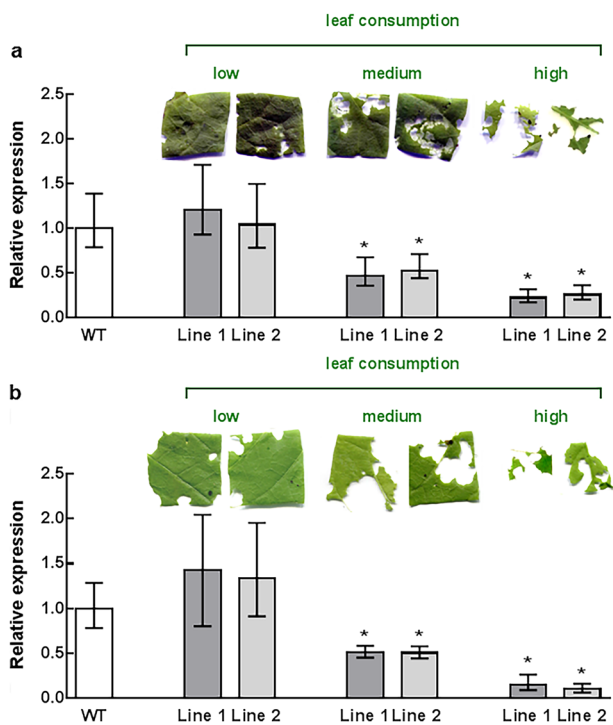 leaf consumption
a
low medium high
Relative expression
2.5
2.0
1.5
1.0
0.5
0.0
* * * *
WT Line 1 Line 2 Line 1 Line 2 Line 1 Line 2
leaf consumption
b
low medium high
Relative expression
2.5
2.0
1.5
1.0
0.5
0.0
* * * *
WT Line 1 Line 2 Line 1 Line 2 Line 1 Line 2